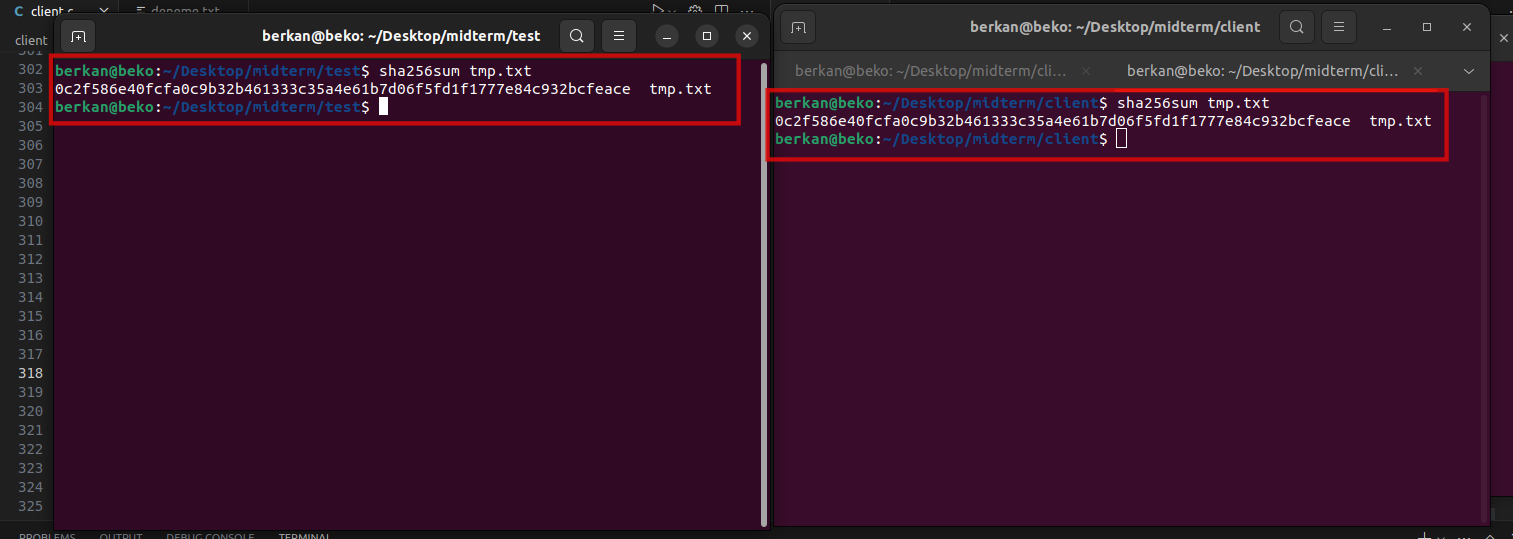 client.c
deneme.txt
client
302
303
304
305
306
307
308
309
310
311
312
313
314
315
316
317
318
319
320
321
322
323
324
325
berkan@beko: ~/Desktop/midterm/test
berkan@beko:~/Desktop/midterm/test$ sha256sum tmp.txt
0c2f586e40fcfa0c9b32b461333c35a4e61b7d06f5fd1f1777e84c932bcfeace  tmp.txt
berkan@beko:~/Desktop/midterm/test$
berkan@beko: ~/Desktop/midterm/client
berkan@beko: ~/Desktop/midterm/cli...
berkan@beko: ~/Desktop/midterm/cli...
berkan@beko:~/Desktop/midterm/client$ sha256sum tmp.txt
0c2f586e40fcfa0c9b32b461333c35a4e61b7d06f5fd1f1777e84c932bcfeace  tmp.txt
berkan@beko:~/Desktop/midterm/client$
PROBLEMS OUTPUT DEBUG CONSOLE TERMINAL